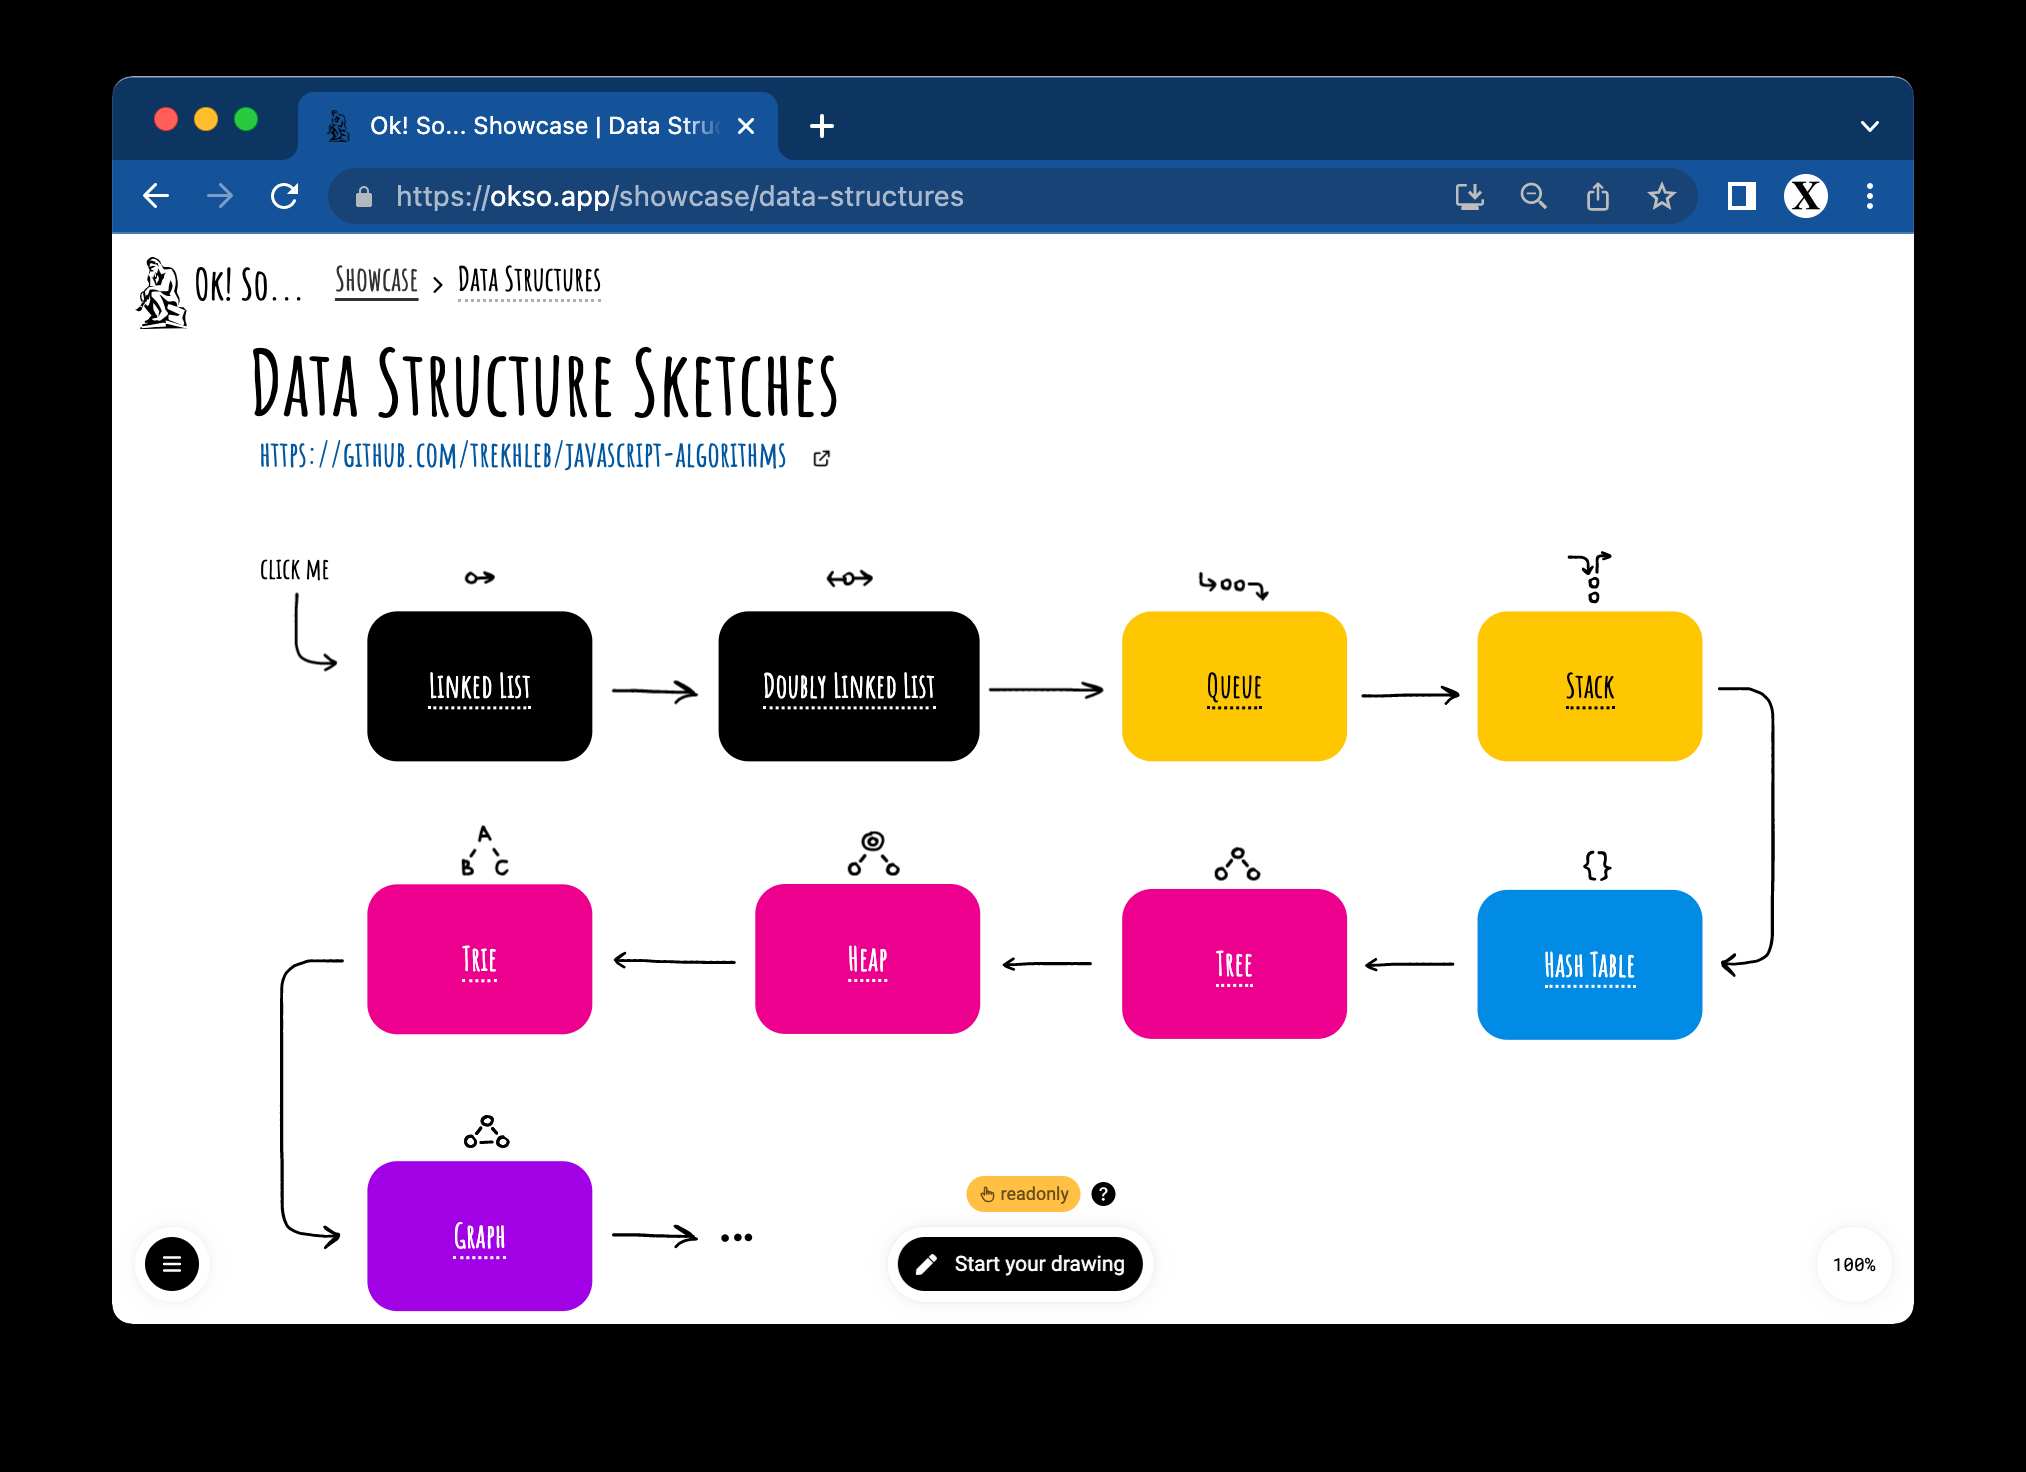 Ok! So... Showcase | Data Struc
https://okso.app/showcase/data-structures
X
Ok! So...
Showcase > Data Structures
Data Structure Sketches
https://github.com/trekhleb/javascript-algorithms
click me
Linked List
Doubly Linked List
Queue
Stack
{}
A
B C
Trie
Heap
Tree
Hash Table
Graph
...
readonly ?
Start your drawing
100%